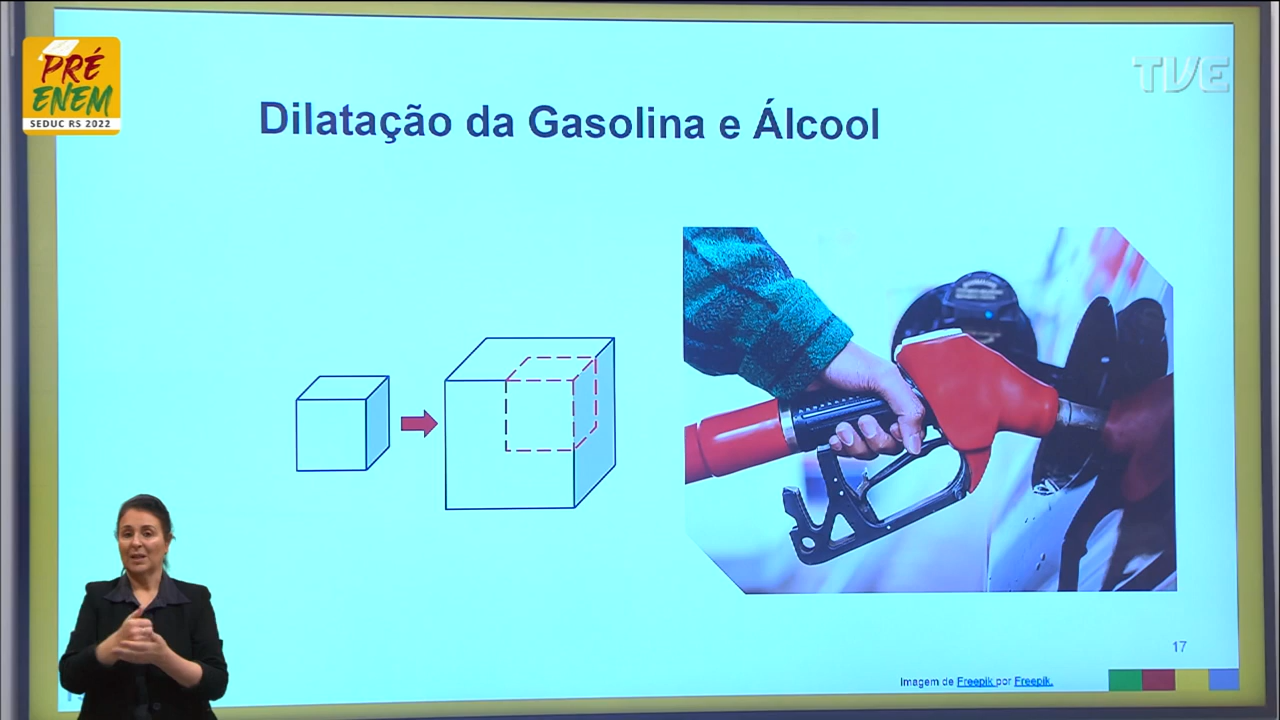 PRÉ
ENEM
SEDUC RS 2022
TVE
Dilatação da Gasolina e Álcool
17
Imagem de Freepik por Freepik.